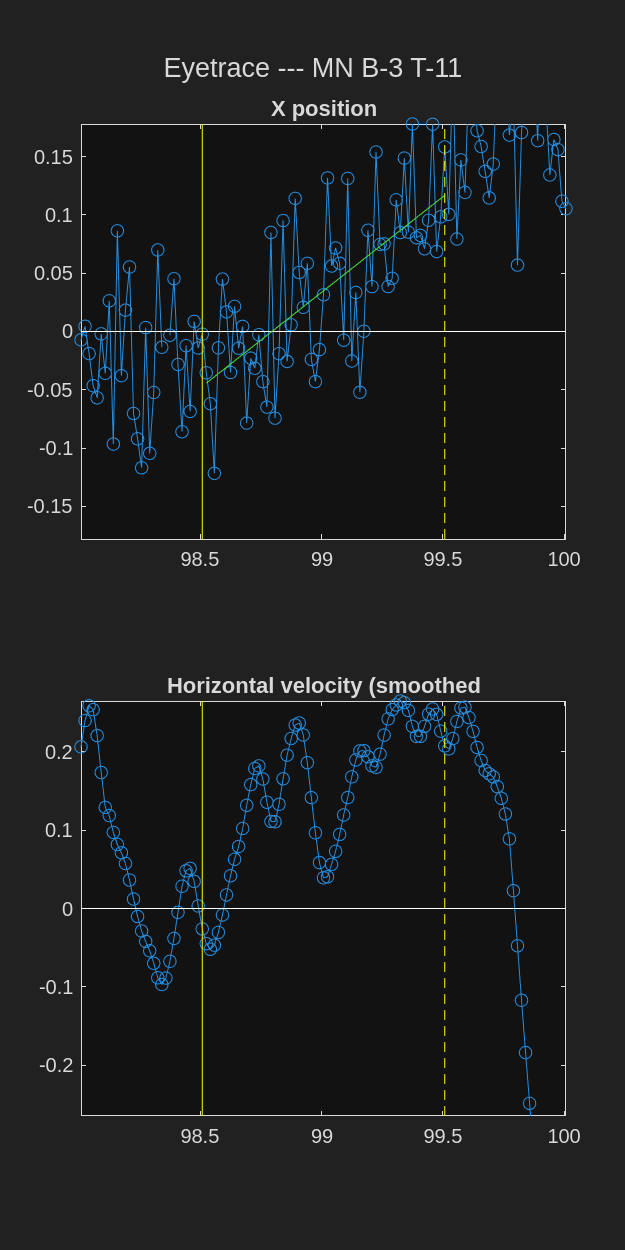 Eyetrace --- MN B-3 T-11
X position
0.15
0.1
0.05
0
-0.05
-0.1
-0.15
98.5 99 99.5 100
Horizontal velocity (smoothed
0.2
0.1
0
-0.1
-0.2
98.5 99 99.5 100